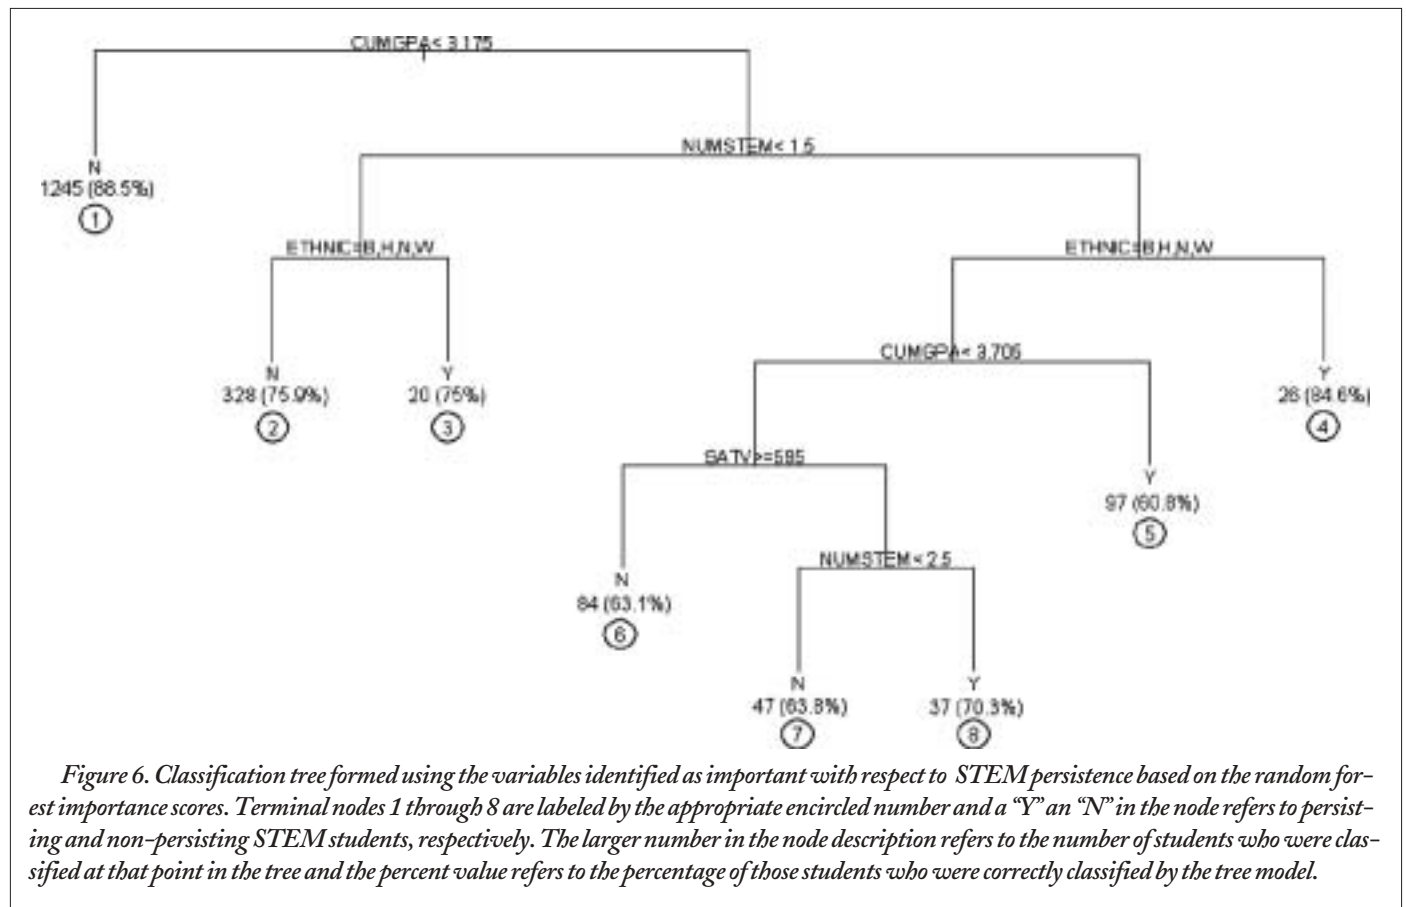 CUMGPA< 3.175
NUMSTEM< 1.5
N
1245 (88.5%)
1
ETHNIC=B,H,N,W
ETHNIC=B,H,N,W
CUMGPA< 3.705
N
328 (75.9%)
2
Y
20 (75%)
3
Y
26 (84.6%)
4
SATV>=595
Y
97 (60.8%)
5
NUMSTEM< 2.5
N
84 (63.1%)
6
N
47 (63.8%)
7
Y
37 (70.3%)
8
Figure 6. Classification tree formed using the variables identified as important with respect to STEM persistence based on the random for-
est importance scores. Terminal nodes 1 through 8 are labeled by the appropriate encircled number and a “Y” an “N” in the node refers to persist-
ing and non-persisting STEM students, respectively. The larger number in the node description refers to the number of students who were clas-
sified at that point in the tree and the percent value refers to the percentage of those students who were correctly classified by the tree model.